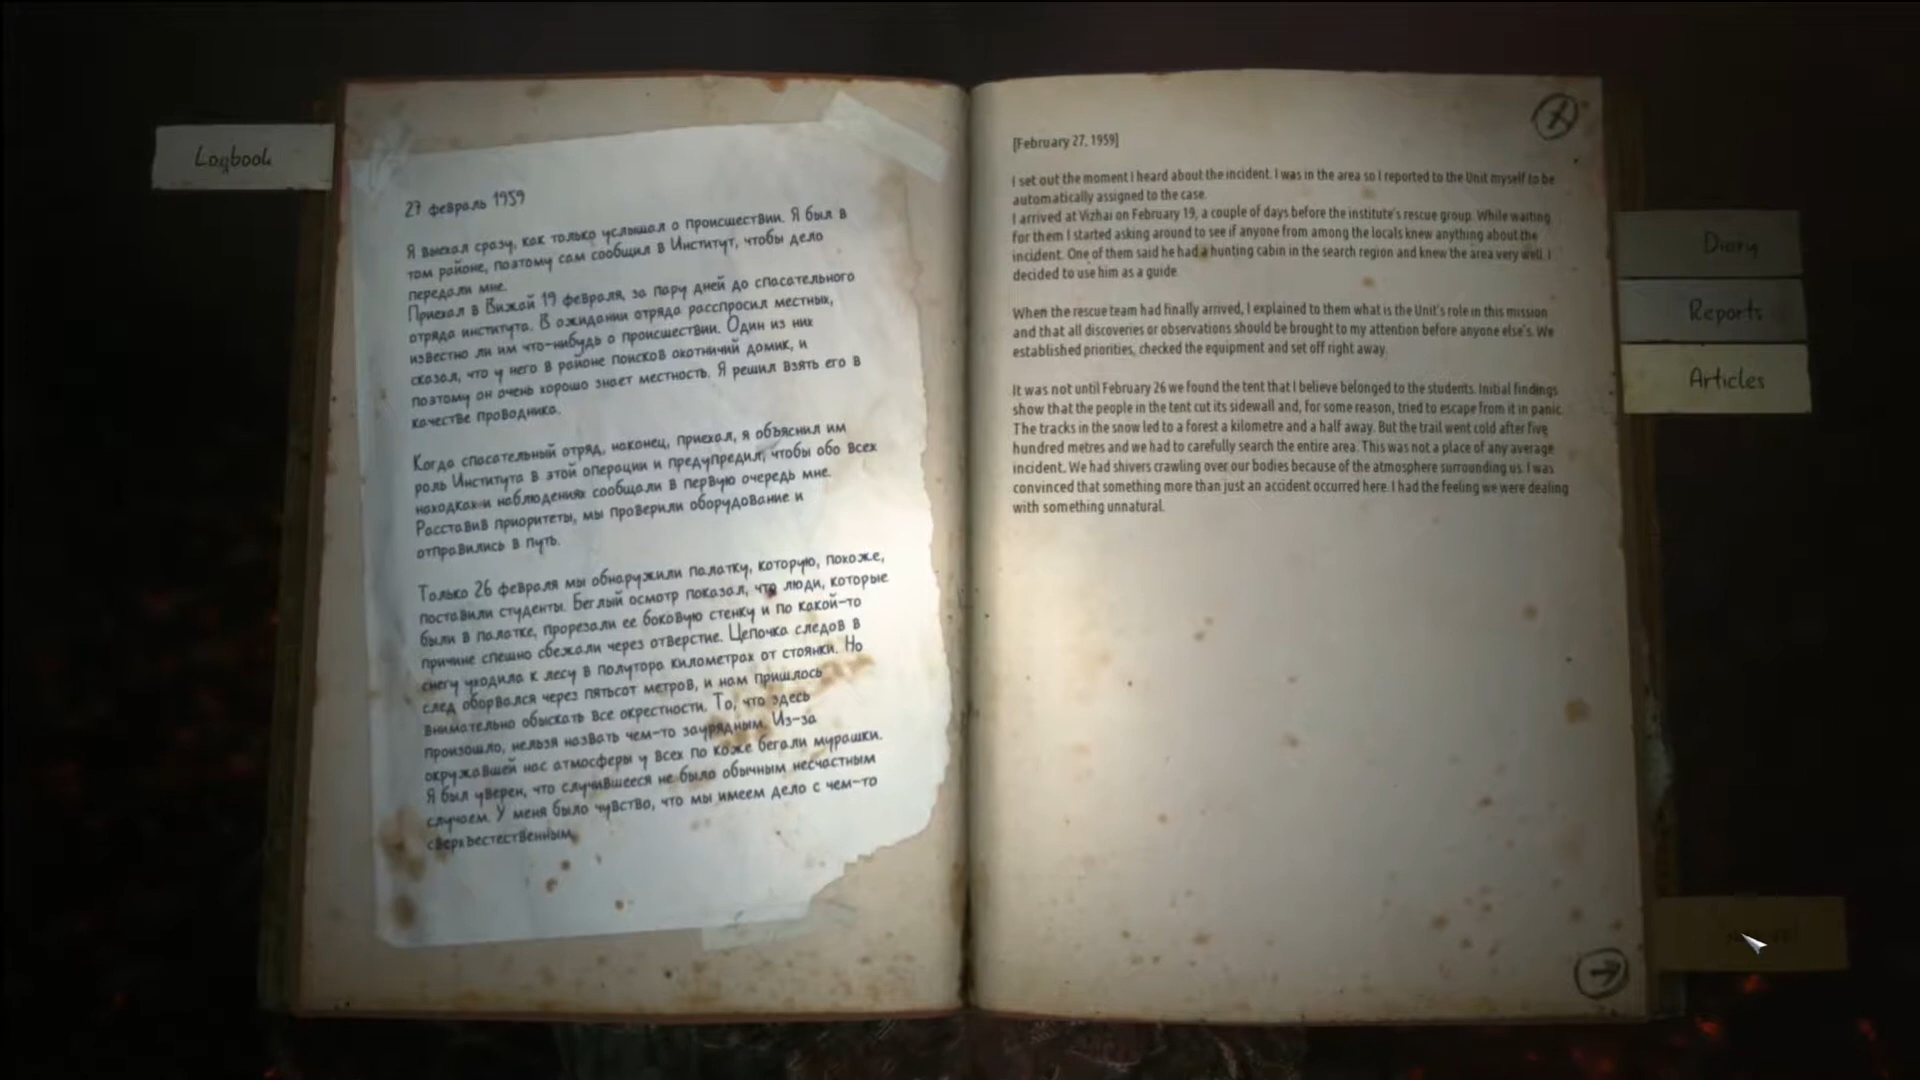 Logbook
27 февраль 1959
Я выехал сразу, как только услышал о происшествии. Я был в
том районе, поэтому сам сообщил в Институт, чтобы дело
передали мне.
Приехал в Вижай 19 февраля, за пару дней до спасательного
отряда института. В ожидании отряда расспросил местных,
известно ли им что-нибудь о происшествии. Один из них
сказал, что у него в районе поисков охотничий домик, и
поэтому он очень хорошо знает местность. Я решил взять его в
качестве проводника.
Когда спасательный отряд, наконец, приехал, я объяснил им
роль Института в этой операции и предупредил, чтобы обо всех
находках и наблюдениях сообщали в первую очередь мне.
Расставив приоритеты, мы проверили оборудование и
отправились в путь.
Только 26 февраля мы обнаружили палатку, которую, похоже,
поставили студенты. Беглый осмотр показал, что люди, которые
были в палатке, прорезали ее боковую стенку и по какой-то
причине спешно сбежали через отверстие. Цепочка следов в
снегу уходила к лесу в полутора километрах от стоянки. Но
след оборвался через пятьсот метров, и нам пришлось
внимательно обыскать все окрестности. То, что здесь
произошло, нельзя назвать чем-то заурядным. Из-за
окружавшей нас атмосферы у всех по коже бегали мурашки.
Я был уверен, что случившееся не было обычным несчастным
случаем. У меня было чувство, что мы имеем дело с чем-то
сверхъестественным.
[February 27, 1959]
I set out the moment I heard about the incident. I was in the area so I reported to the Unit myself to be
automatically assigned to the case.
I arrived at Vizhai on February 19, a couple of days before the institute's rescue group. While waiting
for them I started asking around to see if anyone from among the locals knew anything about the
incident. One of them said he had a hunting cabin in the search region and knew the area very well. I
decided to use him as a guide.
When the rescue team had finally arrived, I explained to them what is the Unit's role in this mission
and that all discoveries or observations should be brought to my attention before anyone else's. We
established priorities, checked the equipment and set off right away.
It was not until February 26 we found the tent that I believe belonged to the students. Initial findings
show that the people in the tent cut its sidewall and, for some reason, tried to escape from it in panic.
The tracks in the snow led to a forest a kilometre and a half away. But the trail went cold after five
hundred metres and we had to carefully search the entire area. This was not a place of any average
incident. We had shivers crawling over our bodies because of the atmosphere surrounding us. I was
convinced that something more than just an accident occurred here. I had the feeling we were dealing
with something unnatural.
Diary
Reports
Articles